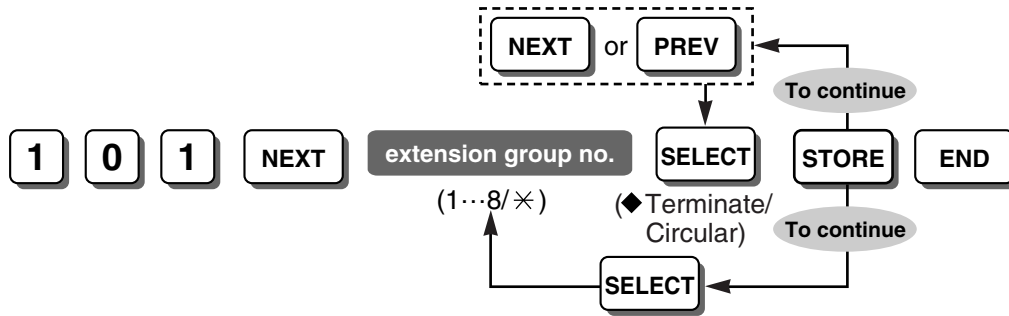 NEXT or PREV
To continue
1 0 1 NEXT extension group no. SELECT STORE END
(1···8/✳)
(◆Terminate/
Circular)
To continue
SELECT